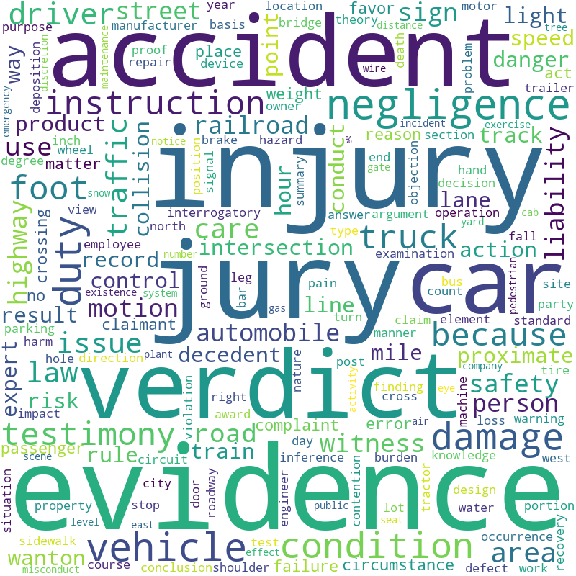 driver street manufacturer year basis location motor favor sign light
purpose deposition discretion maintenance bridge theory distance
accident
way proof repair place device point death wire problem tree speed
emergency instruction weight owner negligence danger act trailer
product inch wheel brake hazard railroad incident exercise
use degree matter notice position signal summary reason section track
foot traffic collision hour injury % end gate objection hand decision
snow view interrogatory conduct answer argument lane operation cab liability
highway crossing duty employee north care type examination yard fall
record intersection truck action
no control existence system ground leg pain bus count pedestrian site
result motion claimant bar gas jury car line turn claim element party standard
parking harm automobile manner because
issue hole direction plant decedent nature post mile proximate company tire
expert law impact violation right award activity finding cross eye machine safety
risk verdict error air loss warning person
testimony complaint witness damage
passenger rule train road day inference burden knowledge west
scene circuit contention
situation property city door roadway engineer public lot tractor design water portion
level stop east evidence seat area
sidewalk wanton vehicle test effect condition occurrence recovery
misconduct course conclusion shoulder failure circumstance defect work